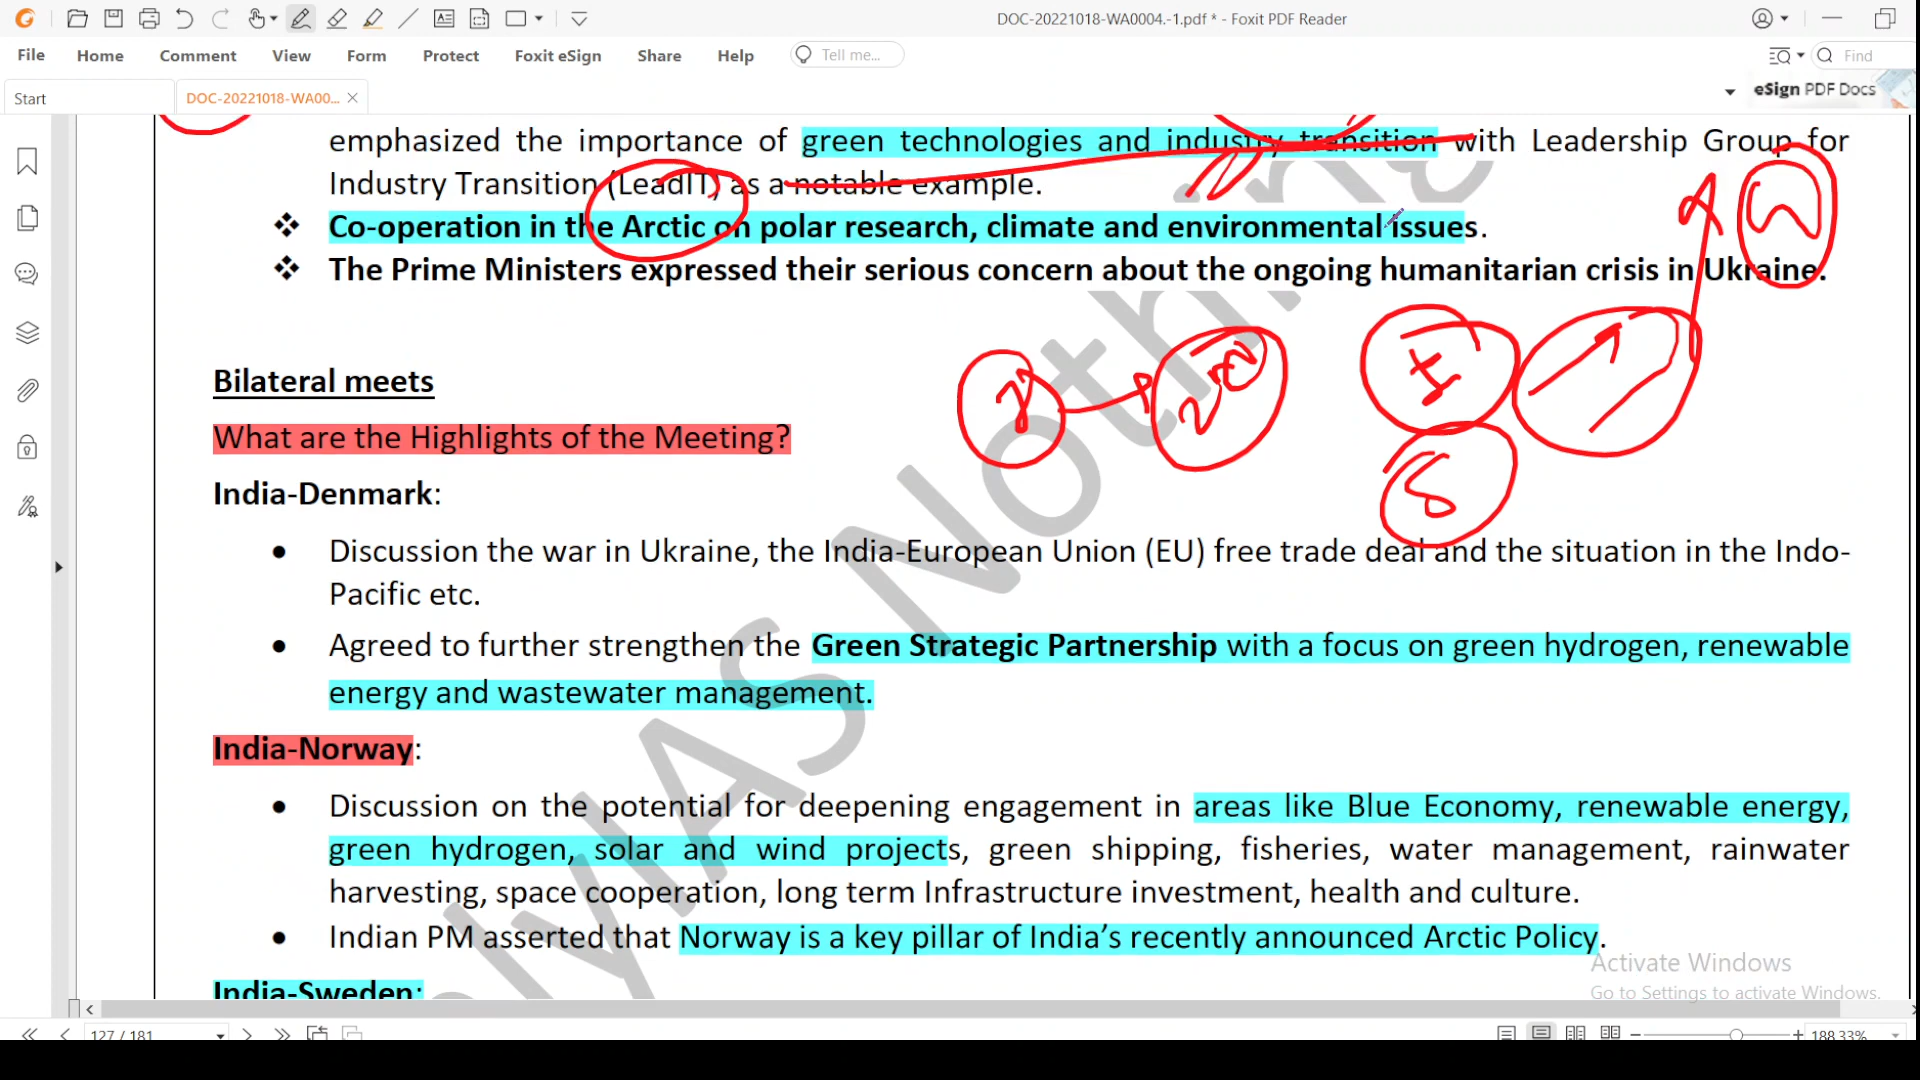 DOC-20221018-WA0004.-1.pdf * - Foxit PDF Reader
File Home Comment View Form Protect Foxit eSign Share Help Tell me... Find
Start DOC-20221018-WA00... eSign PDF Docs
emphasized the importance of green technologies and industry transition with Leadership Group for
Industry Transition (LeadIT) as a notable example.
❖ Co-operation in the Arctic on polar research, climate and environmental issues.
❖ The Prime Ministers expressed their serious concern about the ongoing humanitarian crisis in Ukraine.
Bilateral meets
What are the Highlights of the Meeting?
India-Denmark:
• Discussion the war in Ukraine, the India-European Union (EU) free trade deal and the situation in the Indo-
Pacific etc.
• Agreed to further strengthen the Green Strategic Partnership with a focus on green hydrogen, renewable
energy and wastewater management.
India-Norway:
• Discussion on the potential for deepening engagement in areas like Blue Economy, renewable energy,
green hydrogen, solar and wind projects, green shipping, fisheries, water management, rainwater
harvesting, space cooperation, long term Infrastructure investment, health and culture.
• Indian PM asserted that Norway is a key pillar of India's recently announced Arctic Policy.
India-Sweden:
Activate Windows
Go to Settings to activate Windows.
127 / 181 188.33%